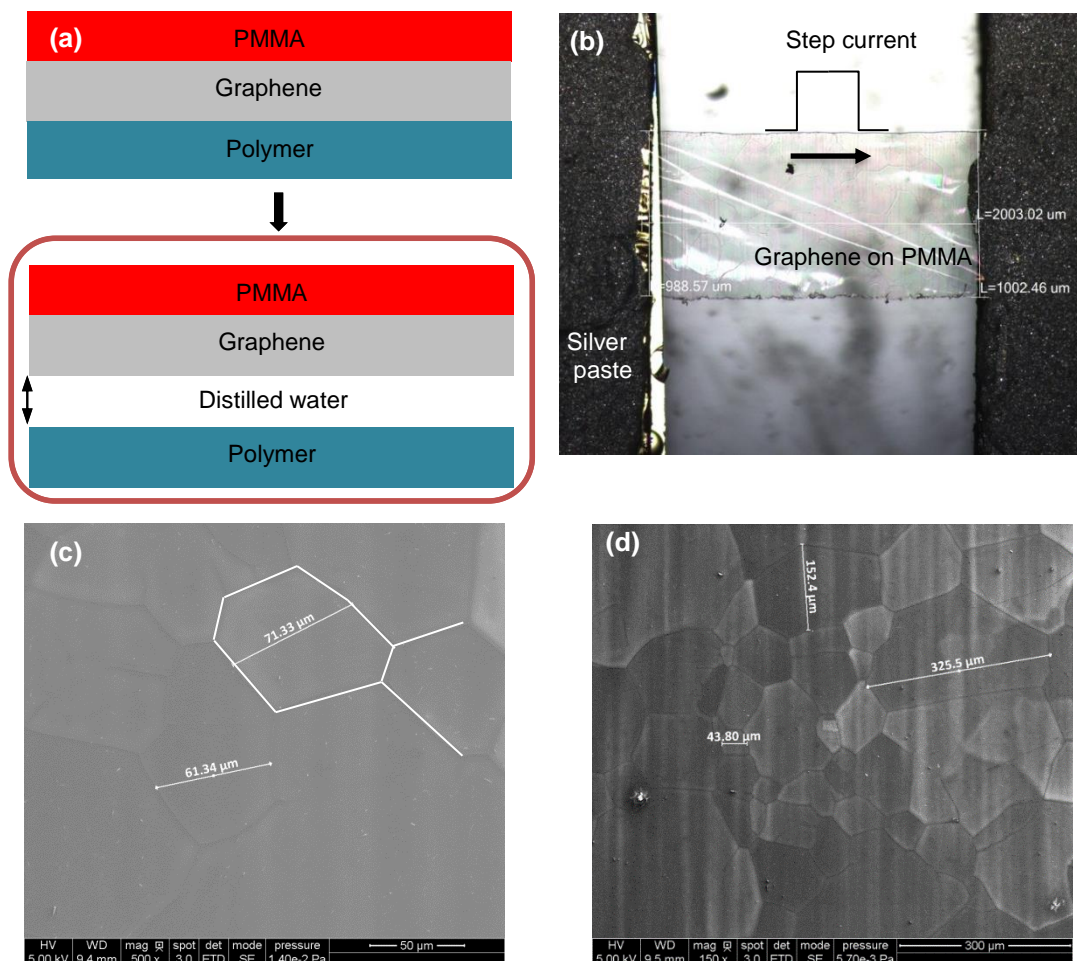 (a)
PMMA
Graphene
Polymer
PMMA
Graphene
Distilled water
Polymer
(b)
Step current
L=2003.02 um
Graphene on PMMA
L=988.57 um
L=1002.46 um
Silver
paste
(c)
71.33 µm
61.34 µm
HV WD mag spot det mode pressure 50 µm
5.00 kV 9.4 mm 500 x 3.0 ETD SE 1.40e-2 Pa
(d)
152.4 µm
325.5 µm
43.80 µm
HV WD mag spot det mode pressure 300 µm
5.00 kV 9.5 mm 150 x 3.0 ETD SE 5.70e-3 Pa